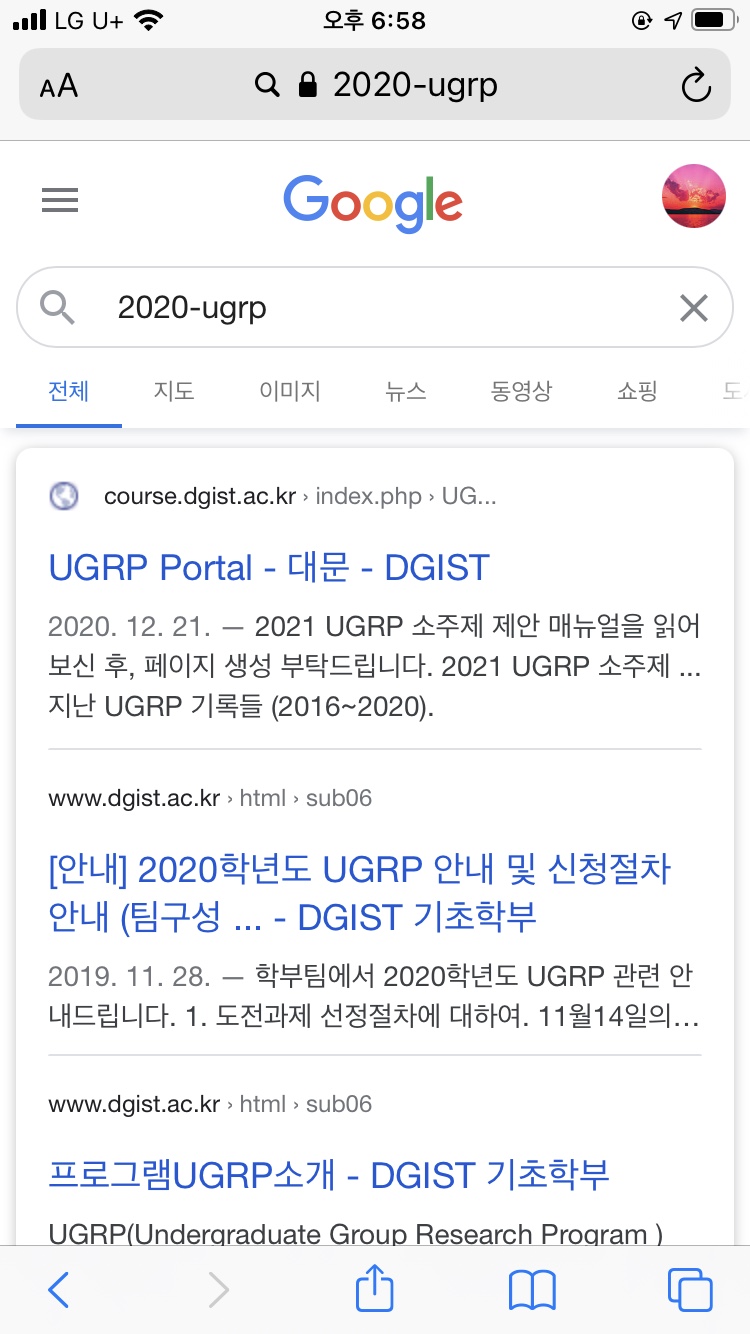 LG U+ 오후 6:58
AA 2020-ugrp
Google
2020-ugrp
전체 지도 이미지 뉴스 동영상 쇼핑
course.dgist.ac.kr › index.php › UG...
UGRP Portal - 대문 - DGIST
2020. 12. 21. — 2021 UGRP 소주제 제안 매뉴얼을 읽어
보신 후, 페이지 생성 부탁드립니다. 2021 UGRP 소주제 ...
지난 UGRP 기록들 (2016~2020).
www.dgist.ac.kr › html › sub06
[안내] 2020학년도 UGRP 안내 및 신청절차
안내 (팀구성 ... - DGIST 기초학부
2019. 11. 28. — 학부팀에서 2020학년도 UGRP 관련 안
내드립니다. 1. 도전과제 선정절차에 대하여. 11월14일의...
www.dgist.ac.kr › html › sub06
프로그램UGRP소개 - DGIST 기초학부
UGRP(Undergraduate Group Research Program )